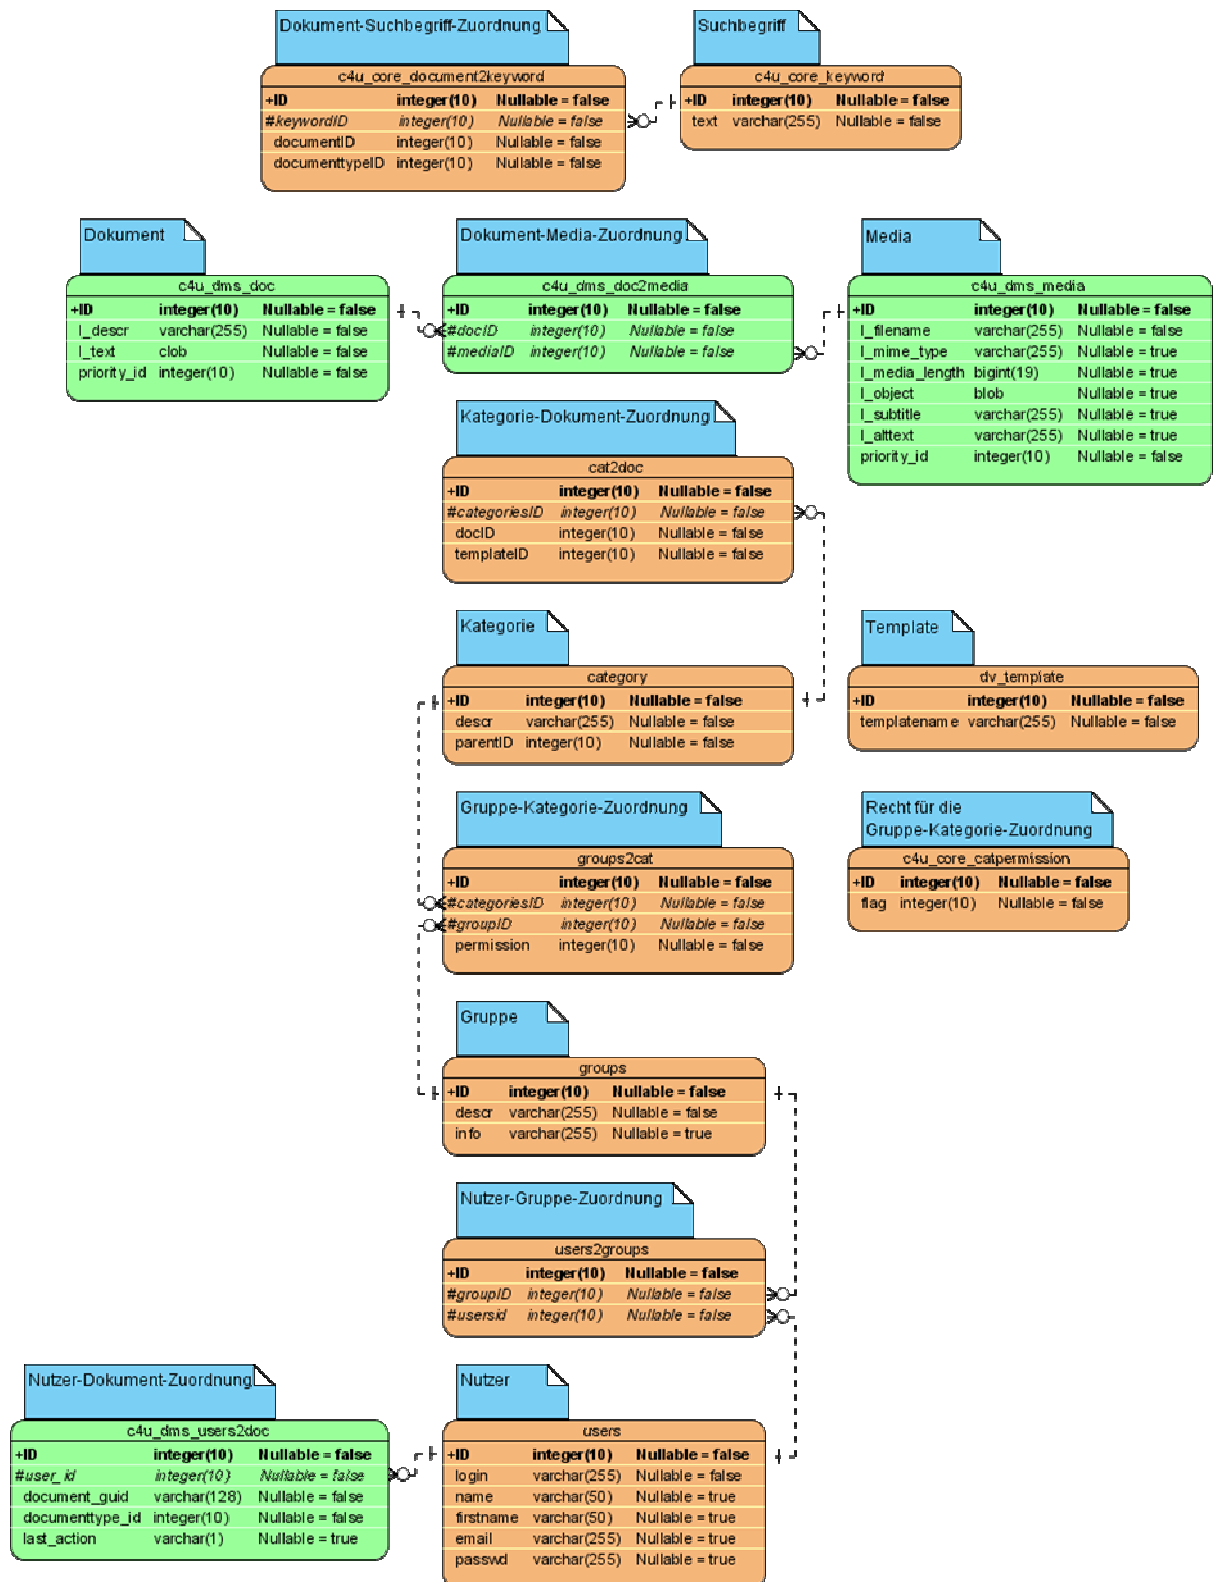 Dokument-Suchbegriff-Zuordnung
Suchbegriff
c4u_core_document2keyword
+ID integer(10) Nullable = false
#keywordID integer(10) Nullable = false
documentID integer(10) Nullable = false
documenttypeID integer(10) Nullable = false
c4u_core_keyword
+ID integer(10) Nullable = false
text varchar(255) Nullable = false
Dokument
Dokument-Media-Zuordnung
Media
c4u_dms_doc
+ID integer(10) Nullable = false
l_descr varchar(255) Nullable = false
l_text clob Nullable = false
priority_id integer(10) Nullable = false
c4u_dms_doc2media
+ID integer(10) Nullable = false
#docID integer(10) Nullable = false
#mediaID integer(10) Nullable = false
c4u_dms_media
+ID integer(10) Nullable = false
l_filename varchar(255) Nullable = false
l_mime_type varchar(255) Nullable = true
l_media_length bigint(19) Nullable = true
l_object blob Nullable = true
l_subtitle varchar(255) Nullable = true
l_alttext varchar(255) Nullable = true
priority_id integer(10) Nullable = false
Kategorie-Dokument-Zuordnung
cat2doc
+ID integer(10) Nullable = false
#categoriesID integer(10) Nullable = false
docID integer(10) Nullable = false
templateID integer(10) Nullable = false
Kategorie
Template
category
+ID integer(10) Nullable = false
descr varchar(255) Nullable = false
parentID integer(10) Nullable = false
dv_template
+ID integer(10) Nullable = false
templatename varchar(255) Nullable = false
Gruppe-Kategorie-Zuordnung
Recht für die
Gruppe-Kategorie-Zuordnung
groups2cat
+ID integer(10) Nullable = false
#categoriesID integer(10) Nullable = false
#groupID integer(10) Nullable = false
permission integer(10) Nullable = false
c4u_core_catpermission
+ID integer(10) Nullable = false
flag integer(10) Nullable = false
Gruppe
groups
+ID integer(10) Nullable = false
descr varchar(255) Nullable = false
info varchar(255) Nullable = true
Nutzer-Gruppe-Zuordnung
users2groups
+ID integer(10) Nullable = false
#groupID integer(10) Nullable = false
#usersid integer(10) Nullable = false
Nutzer-Dokument-Zuordnung
Nutzer
c4u_dms_users2doc
+ID integer(10) Nullable = false
#user_id integer(10) Nullable = false
document_guid varchar(128) Nullable = false
documenttype_id integer(10) Nullable = false
last_action varchar(1) Nullable = true
users
+ID integer(10) Nullable = false
login varchar(255) Nullable = false
name varchar(50) Nullable = true
firstname varchar(50) Nullable = true
email varchar(255) Nullable = true
passwd varchar(255) Nullable = true